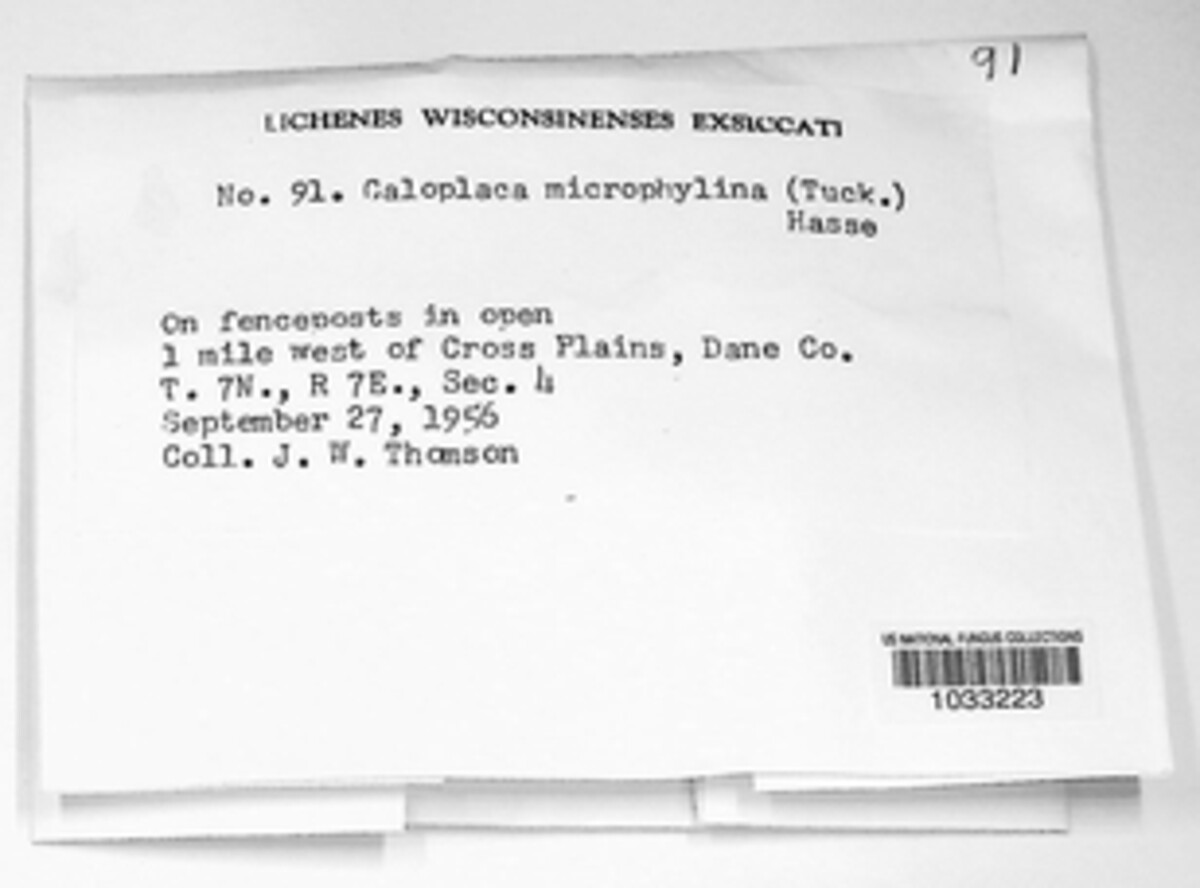 91
LICHENES WISCONSINENSES EXSICCATI
No. 91. Caloplaca microphylina (Tuck.)
Hasse
On fenceposts in open
1 mile west of Cross Plains, Dane Co.
T. 7N., R 7E., Sec. 4
September 27, 1956
Coll. J. W. Thomson
US NATIONAL FUNGUS COLLECTIONS
1033223